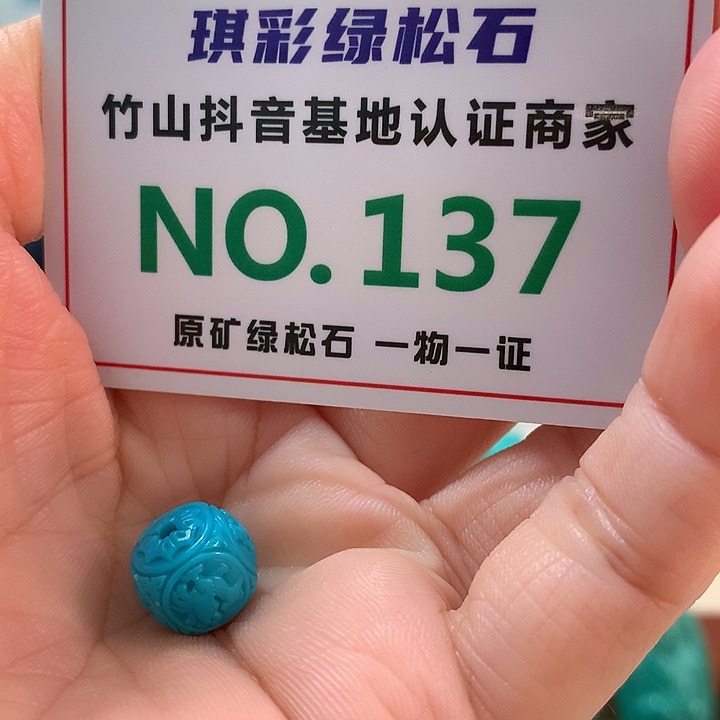 琪彩绿松石
竹山抖音基地认证商家
NO.137
原矿绿松石 一物一证